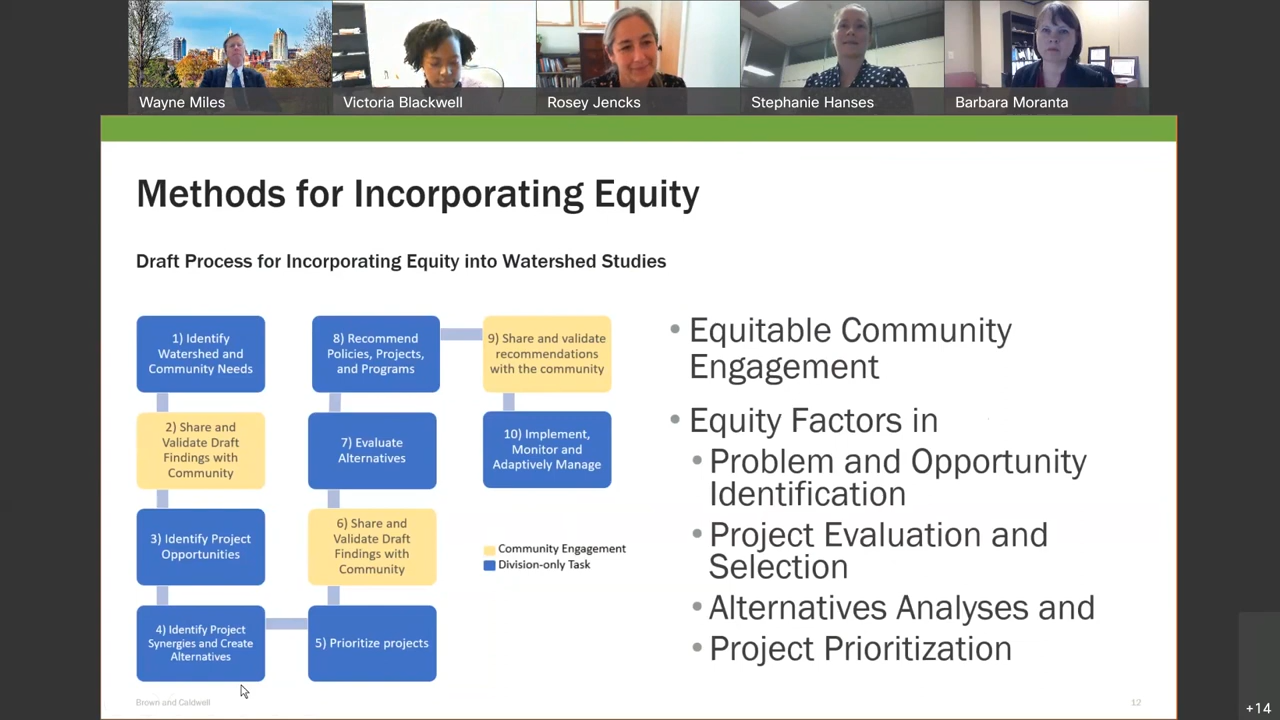 Wayne Miles
Victoria Blackwell
Rosey Jencks
Stephanie Hanses
Barbara Moranta
Methods for Incorporating Equity
Draft Process for Incorporating Equity into Watershed Studies
1) Identify
Watershed and
Community Needs
2) Share and
Validate Draft
Findings with
Community
3) Identify Project
Opportunities
4) Identify Project
Synergies and Create
Alternatives
5) Prioritize projects
6) Share and
Validate Draft
Findings with
Community
7) Evaluate
Alternatives
8) Recommend
Policies, Projects,
and Programs
9) Share and validate
recommendations
with the community
10) Implement,
Monitor and
Adaptively Manage
Community Engagement
Division-only Task
• Equitable Community
Engagement
• Equity Factors in
• Problem and Opportunity
Identification
• Project Evaluation and
Selection
• Alternatives Analyses and
• Project Prioritization
Brown and Caldwell
12
+14